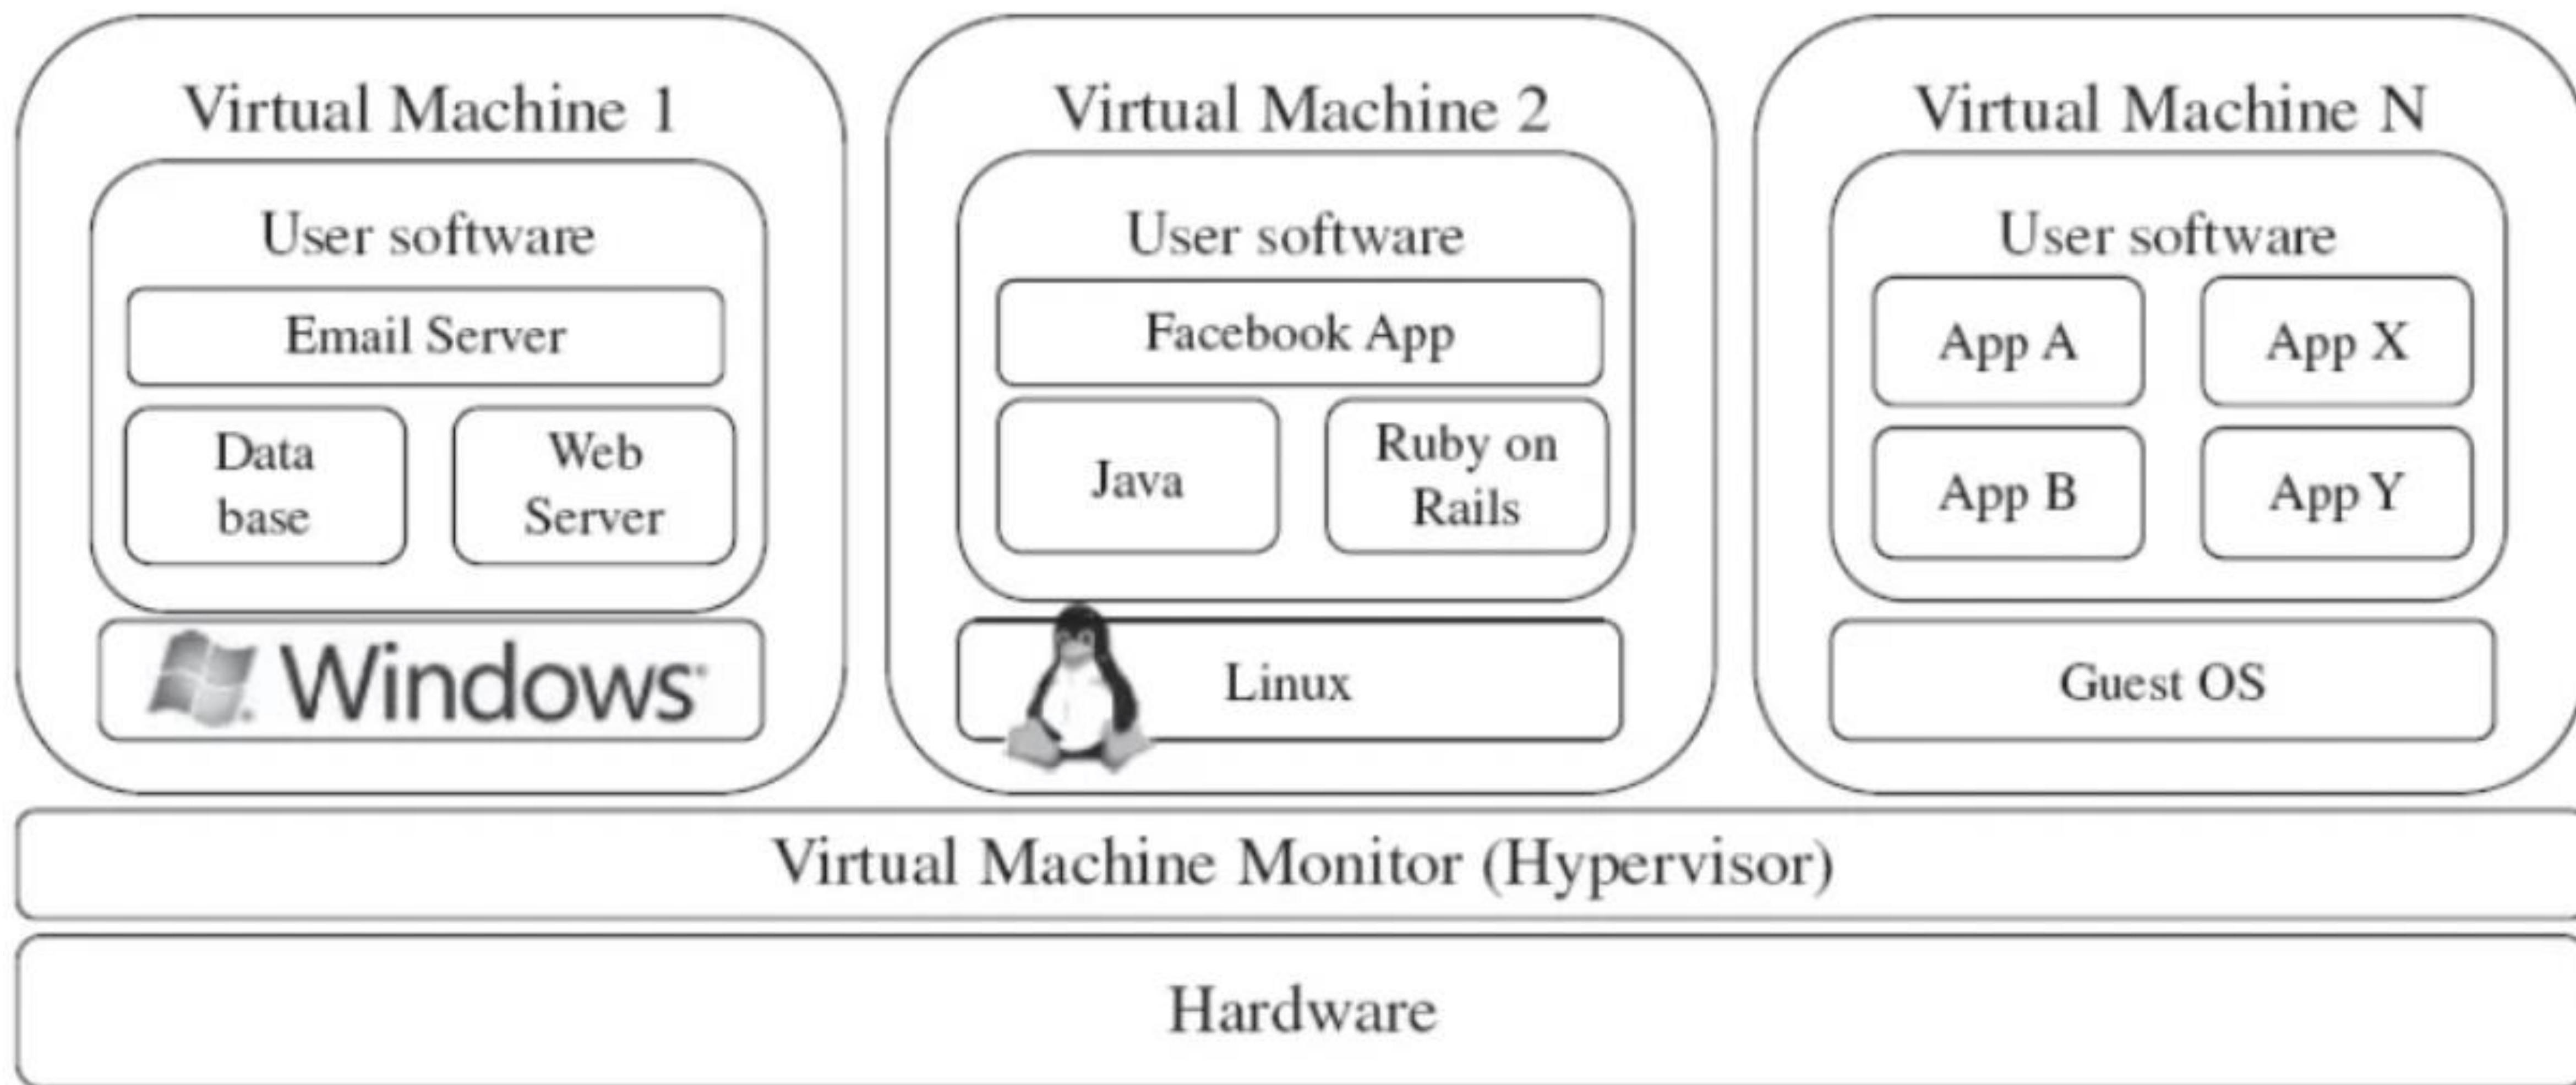 Virtual Machine 1
User software
Email Server
Data
base
Web
Server
Windows
Virtual Machine 2
User software
Facebook App
Java
Ruby on
Rails
Linux
Virtual Machine N
User software
App A
App X
App B
App Y
Guest OS
Virtual Machine Monitor (Hypervisor)
Hardware